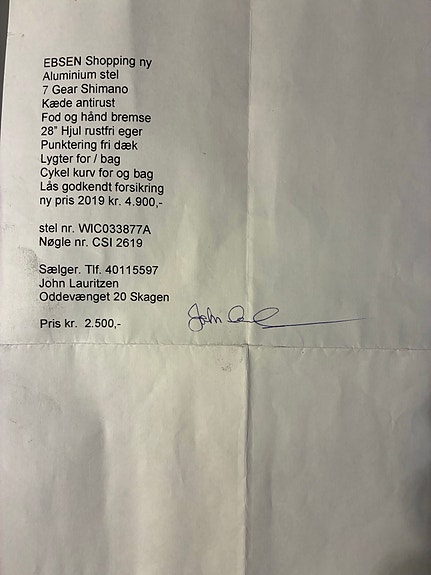 EBSEN Shopping ny
Aluminium stel
7 Gear Shimano
Kæde antirust
Fod og hånd bremse
28" Hjul rustfri eger
Punktering fri dæk
Lygter for / bag
Cykel kurv for og bag
Lås godkendt forsikring
ny pris 2019 kr. 4.900,-
stel nr. WIC033877A
Nøgle nr. CSI 2619
Sælger. Tlf. 40115597
John Lauritzen
Oddevænget 20 Skagen
Pris kr. 2.500,- John